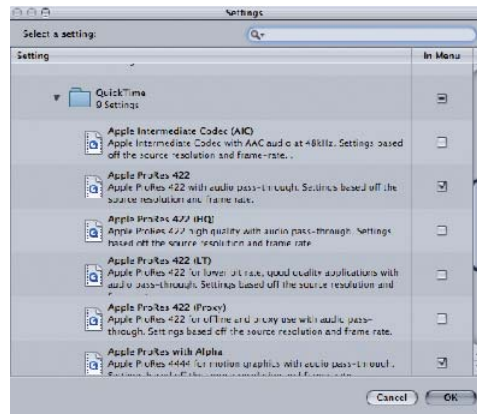 Settings
Select a setting:
Setting
In Menu
QuickTime
9 Settings
Apple Intermediate Codec (AIC)
Apple Intermediate Codec with AAC audio at 48kHz. Settings based
off the source resolution and frame-rate..
Apple ProRes 422
Apple ProRes 422 with audio pass-through. Settings based off the
source resolution and frame rate.
Apple ProRes 422 (HQ)
Apple ProRes 422 high quality with audio pass-through. Settings
based off the source resolution and frame rate
Apple ProRes 422 (LT)
Apple ProRes 422 for lower bit rate, good quality applications with
audio pass-through. Settings based off the source resolution and
Apple ProRes 422 (Proxy)
Apple ProRes 422 for offline and proxy use with audio pass-
through. Settings based off the source resolution and frame rate.
Apple ProRes with Alpha
Apple ProRes 4444 for motion graphics with audio pass-through.
Cancel
OK